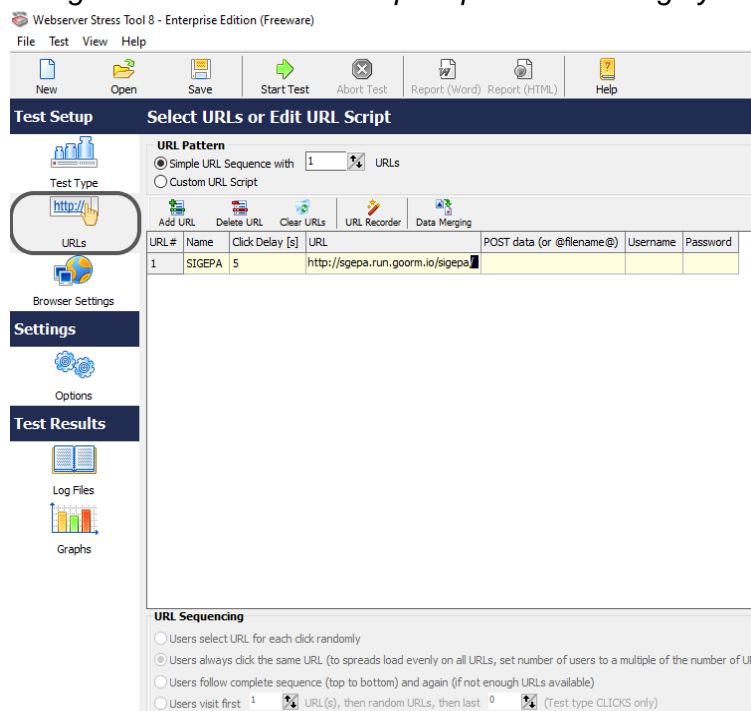 Webserver Stress Tool 8 - Enterprise Edition (Freeware)
File Test View Help
New Open Save Start Test Abort Test Report (Word) Report (HTML) Help
Test Setup
Select URLs or Edit URL Script
Test Type
http://
URLs
Browser Settings
Settings
Options
Test Results
Log Files
Graphs
URL Pattern
Simple URL Sequence with 1 URLs
Custom URL Script
Add URL Delete URL Clear URLs URL Recorder Data Merging
URL# Name Click Delay [s] URL POST data (or @filename@) Username Password
1 SIGEPA 5 http://sgepa.run.goorm.io/sigepa/
URL Sequencing
Users select URL for each click randomly
Users always click the same URL (to spreads load evenly on all URLs, set number of users to a multiple of the number of U
Users follow complete sequence (top to bottom) and again (if not enough URLs available)
Users visit first 1 URL(s), then random URLs, then last 0 (Test type CLICKS only)